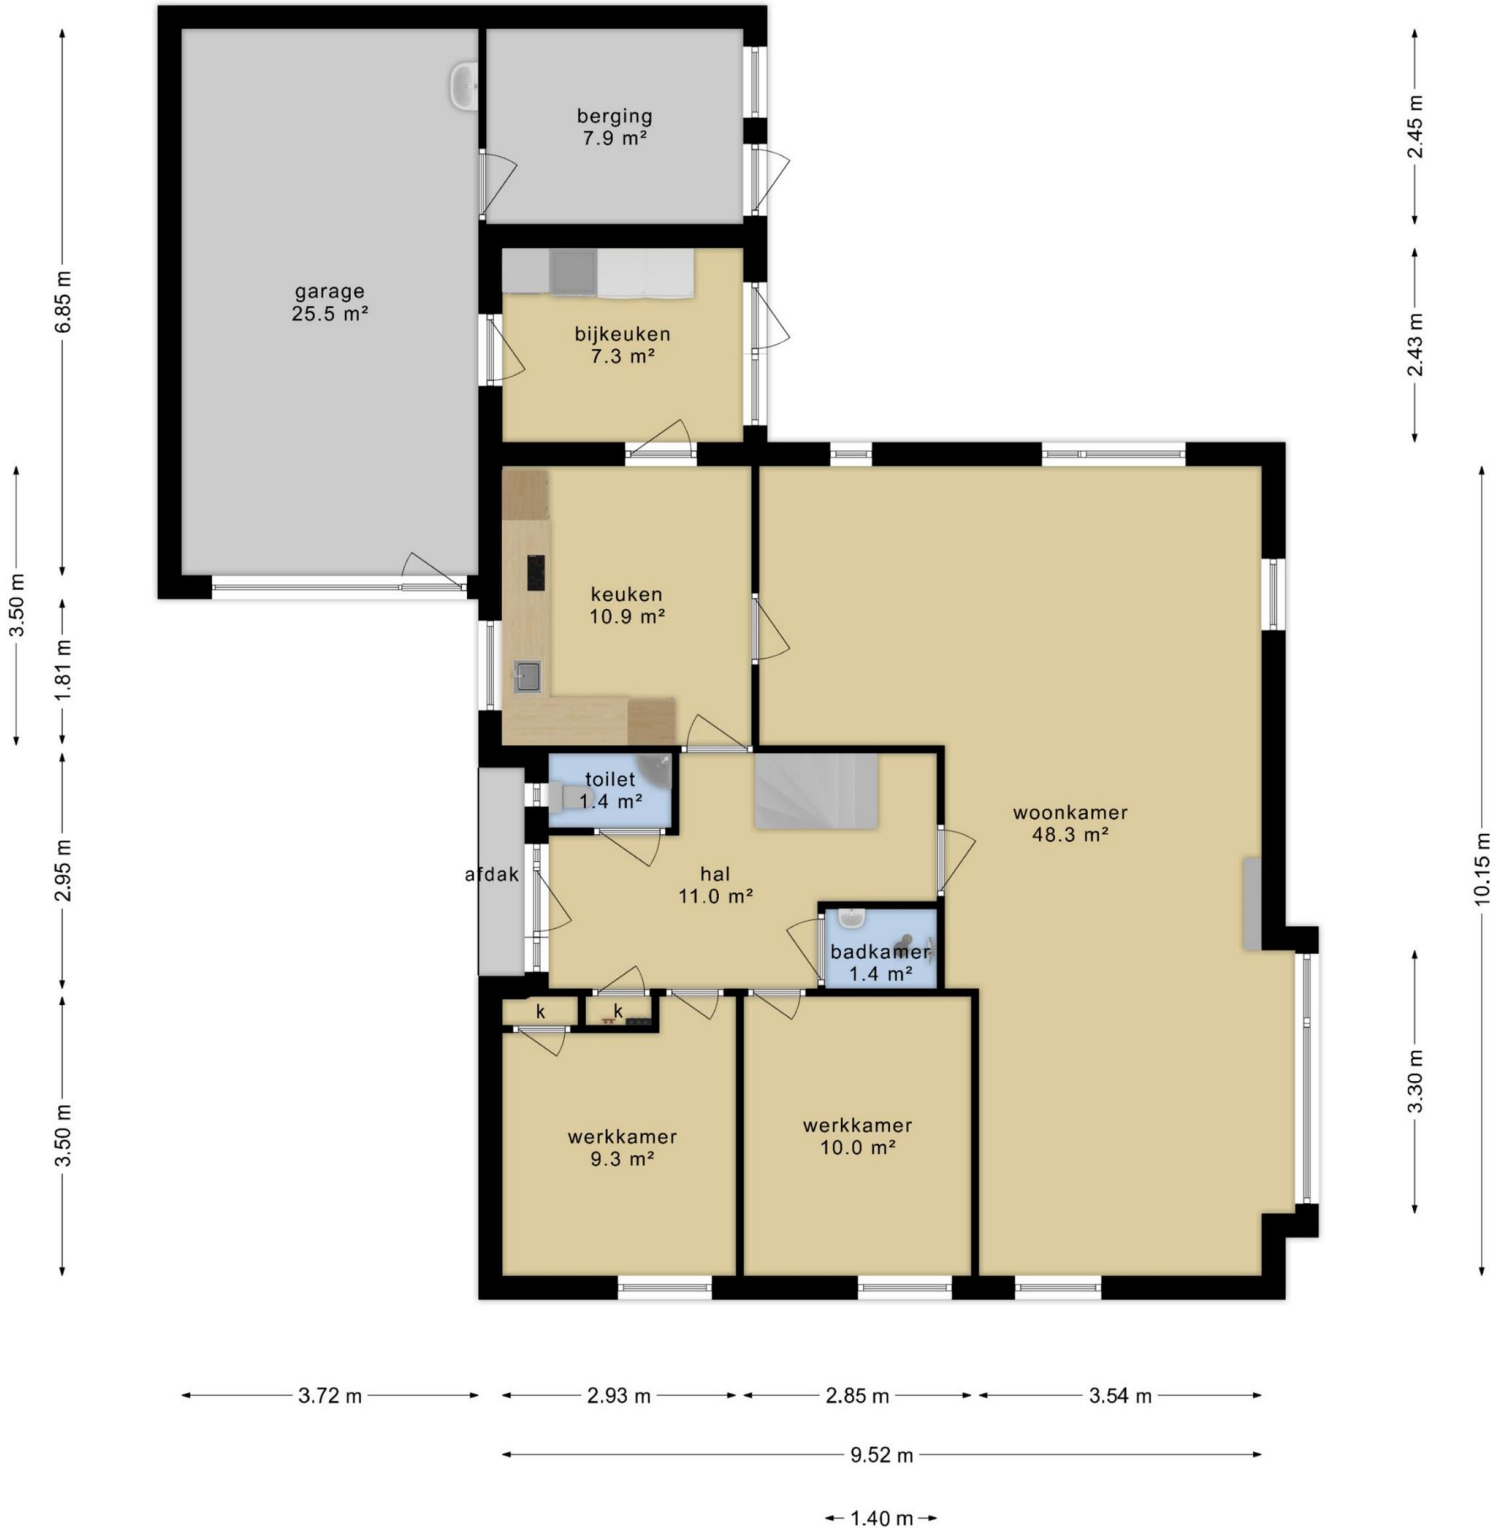 berging
7.9 m²
2.45 m
6.85 m
garage
25.5 m²
bijkeuken
7.3 m²
2.43 m
3.50 m
keuken
10.9 m²
1.81 m
toilet
1.4 m²
woonkamer
48.3 m²
2.95 m
afdak
hal
11.0 m²
10.15 m
badkamer
1.4 m²
k
k
3.30 m
3.50 m
werkkamer
9.3 m²
werkkamer
10.0 m²
3.72 m
2.93 m
2.85 m
3.54 m
9.52 m
1.40 m